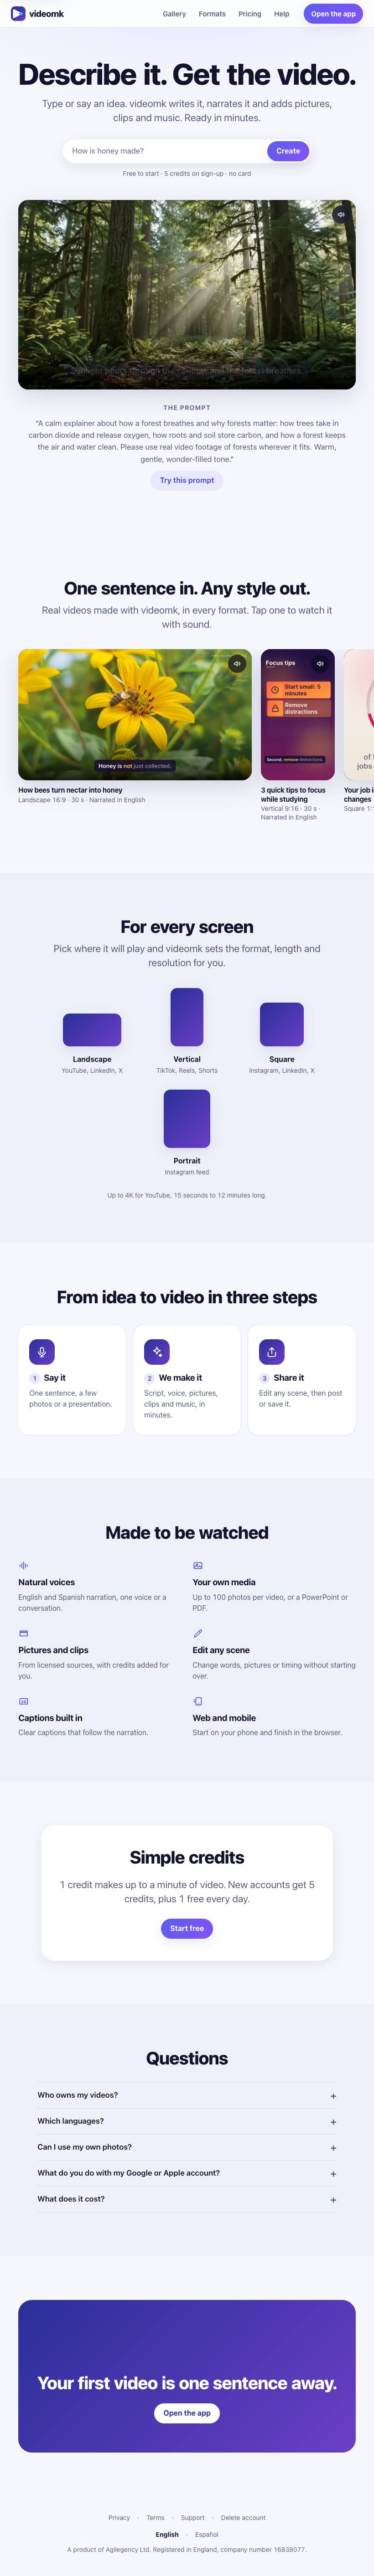 videomk
Gallery
Formats
Pricing
Help
Open the app
Describe it. Get the video.
Type or say an idea. videomk writes it, narrates it and adds pictures,
clips and music. Ready in minutes.
How is honey made?
Create
Free to start · 5 credits on sign-up · no card
Sunlight pours through the canopy, and the forest breathes.
THE PROMPT
“A calm explainer about how a forest breathes and why forests matter: how trees take in
carbon dioxide and release oxygen, how roots and soil store carbon, and how a forest keeps
the air and water clean. Please use real video footage of forests wherever it fits. Warm,
gentle, wonder-filled tone.”
Try this prompt
One sentence in. Any style out.
Real videos made with videomk, in every format. Tap one to watch it
with sound.
Honey is not just collected.
How bees turn nectar into honey
Landscape 16:9 · 30 s · Narrated in English
Focus tips
Start small: 5
minutes
Remove
distractions
Second, remove distractions.
3 quick tips to focus
while studying
Vertical 9:16 · 30 s ·
Narrated in English
of
jobs
Your job i
changes
Square 1:
For every screen
Pick where it will play and videomk sets the format, length and
resolution for you.
Landscape
YouTube, LinkedIn, X
Vertical
TikTok, Reels, Shorts
Square
Instagram, LinkedIn, X
Portrait
Instagram feed
Up to 4K for YouTube, 15 seconds to 12 minutes long.
From idea to video in three steps
1 Say it
One sentence, a few
photos or a presentation.
2 We make it
Script, voice, pictures,
clips and music, in
minutes.
3 Share it
Edit any scene, then post
or save it.
Made to be watched
Natural voices
English and Spanish narration, one voice or a
conversation.
Your own media
Up to 100 photos per video, or a PowerPoint or
PDF.
Pictures and clips
From licensed sources, with credits added for
you.
Edit any scene
Change words, pictures or timing without starting
over.
Captions built in
Clear captions that follow the narration.
Web and mobile
Start on your phone and finish in the browser.
Simple credits
1 credit makes up to a minute of video. New accounts get 5
credits, plus 1 free every day.
Start free
Questions
Who owns my videos? +
Which languages? +
Can I use my own photos? +
What do you do with my Google or Apple account? +
What does it cost? +
Your first video is one sentence away.
Open the app
Privacy · Terms · Support · Delete account
English · Español
A product of Agilegency Ltd. Registered in England, company number 16838077.